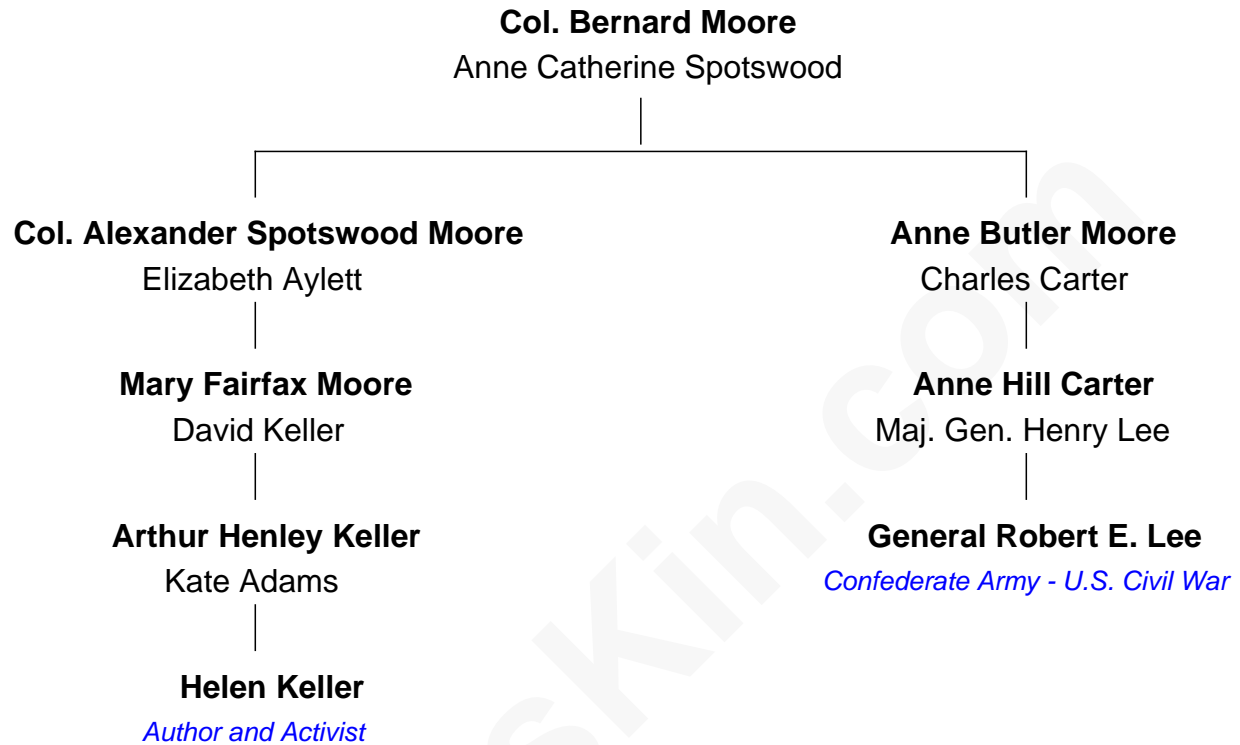 Col. Bernard Moore
Anne Catherine Spotswood
Col. Alexander Spotswood Moore
Elizabeth Aylett
Anne Butler Moore
Charles Carter
Mary Fairfax Moore
David Keller
Anne Hill Carter
Maj. Gen. Henry Lee
Arthur Henley Keller
Kate Adams
General Robert E. Lee
Confederate Army - U.S. Civil War
Helen Keller
Author and Activist